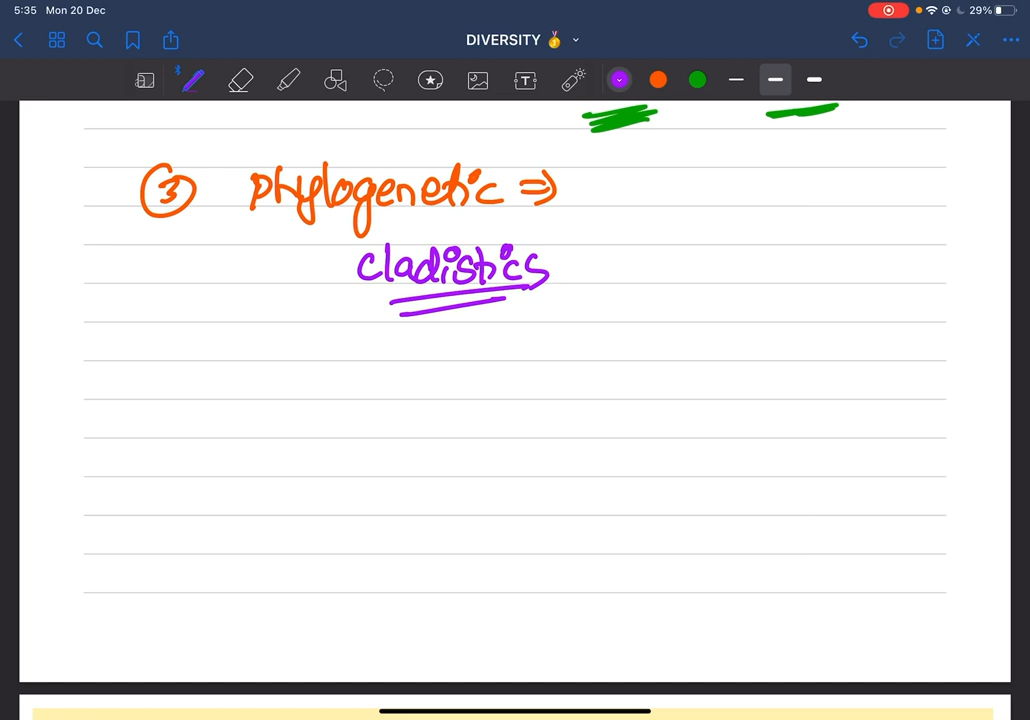 5:35 Mon 20 Dec
29%
DIVERSITY 🥇
T
③ Phylogenetic ⇒
cladistics